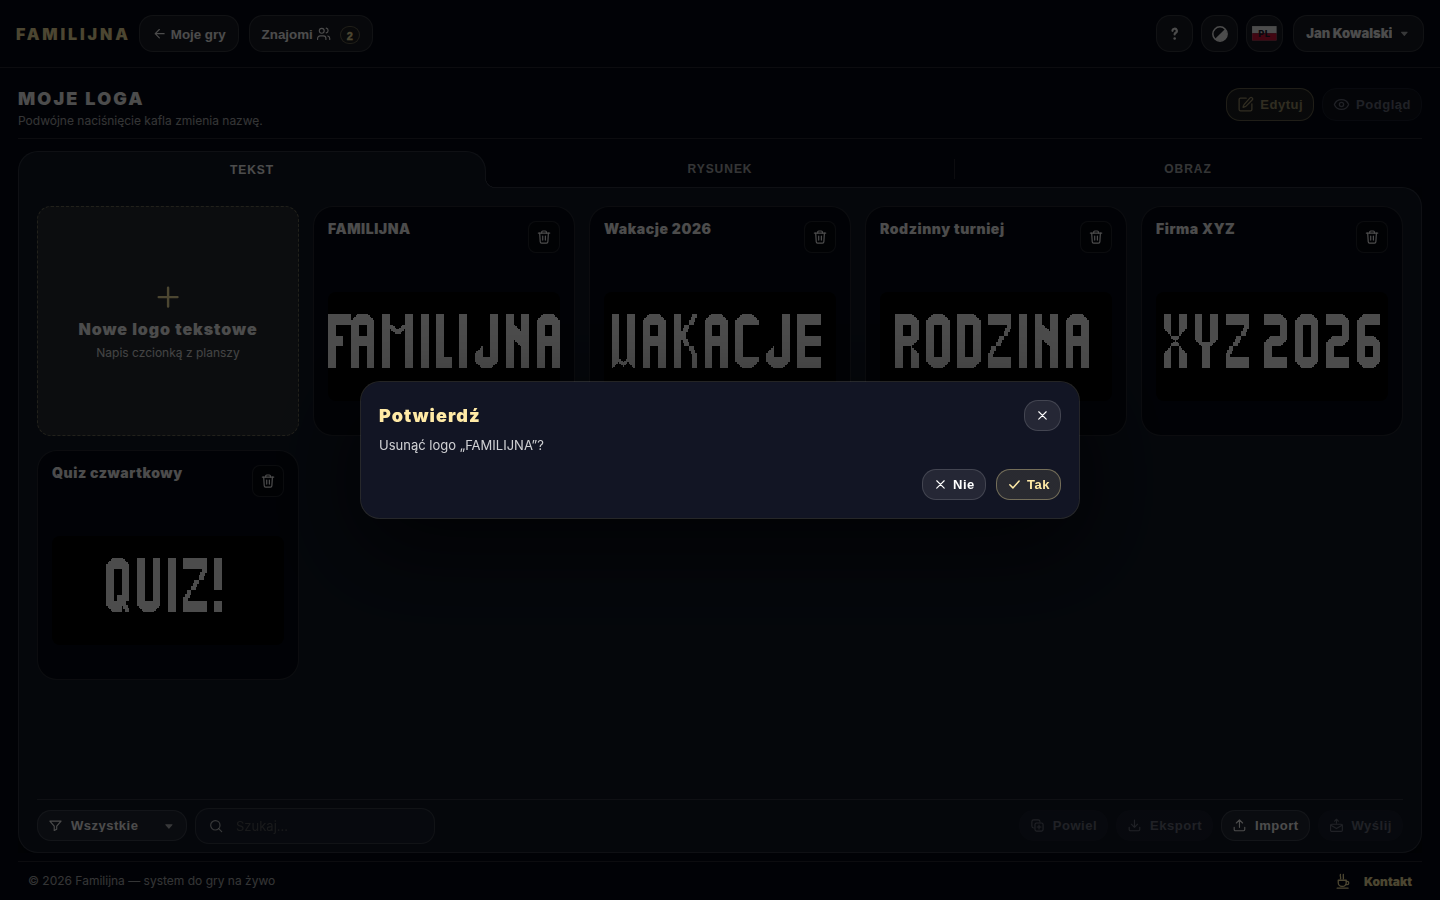 FAMILIJNA
Moje gry
Znajomi 2
?
PL
Jan Kowalski
MOJE LOGA
Podwójne naciśnięcie kafla zmienia nazwę.
Edytuj
Podgląd
TEKST
RYSUNEK
OBRAZ
Nowe logo tekstowe
Napis czcionką z planszy
FAMILIJNA
FAMILIJNA
Wakacje 2026
WAKACJE
Rodzinny turniej
RODZINA
Firma XYZ
XYZ 2026
Potwierdź
Usunąć logo „FAMILIJNA”?
Nie
Tak
Quiz czwartkowy
QUIZ!
Wszystkie
Szukaj...
Powiel
Eksport
Import
Wyślij
© 2026 Familijna — system do gry na żywo
Kontakt